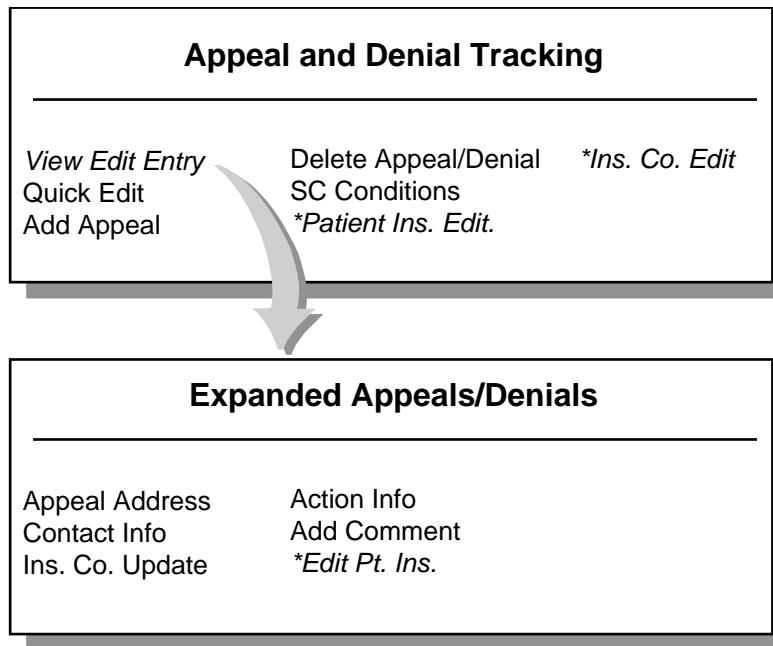 Appeal and Denial Tracking
View Edit Entry Delete Appeal/Denial *Ins. Co. Edit
Quick Edit SC Conditions
Add Appeal *Patient Ins. Edit.
Expanded Appeals/Denials
Appeal Address Action Info
Contact Info Add Comment
Ins. Co. Update *Edit Pt. Ins.